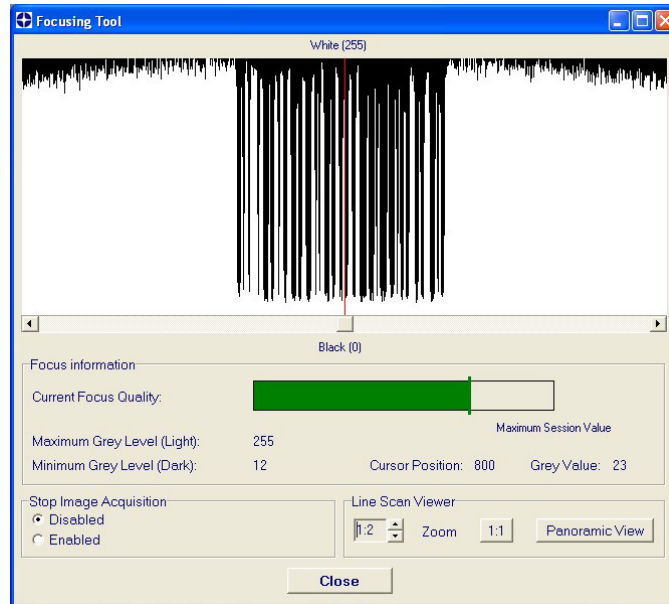 Focusing Tool
White (255)
Black (0)
Focus information
Current Focus Quality:
Maximum Session Value
Maximum Grey Level (Light): 255
Minimum Grey Level (Dark): 12 Cursor Position: 800 Grey Value: 23
Stop Image Acquisition
Disabled
Enabled
Line Scan Viewer
1:2 Zoom 1:1 Panoramic View
Close